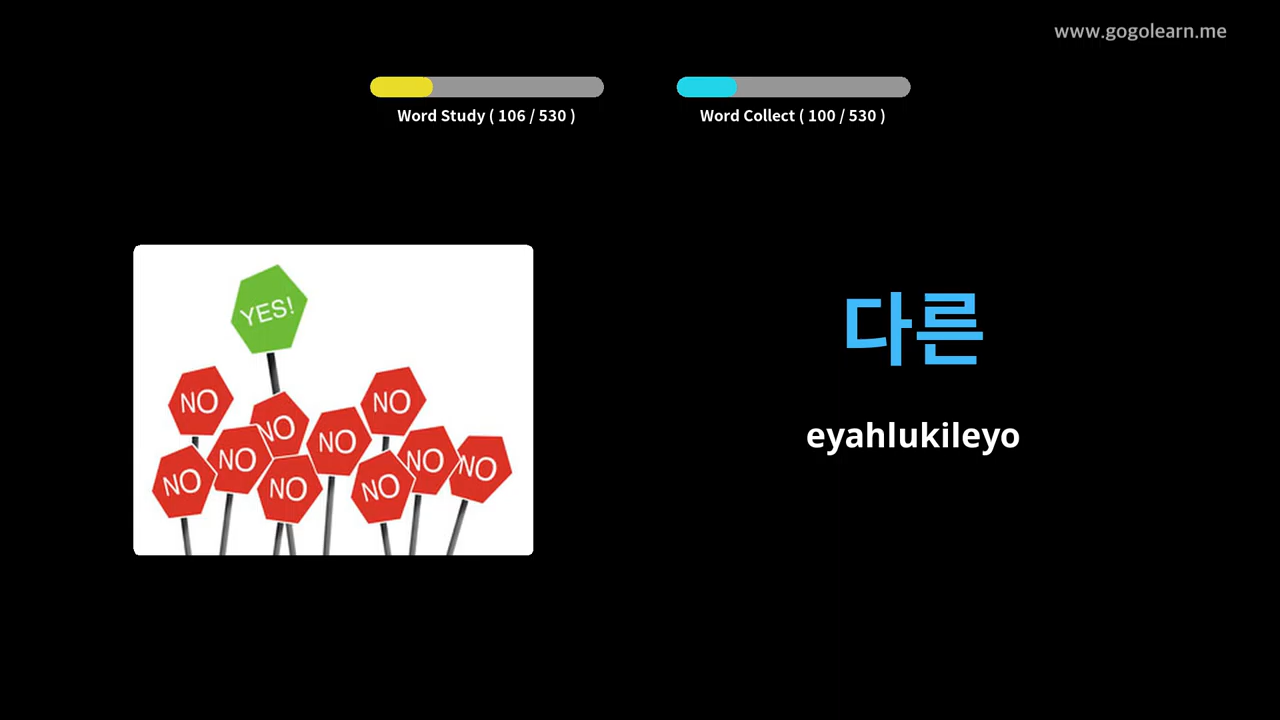 www.gogolearn.me
Word Study ( 106 / 530 )
Word Collect ( 100 / 530 )
YES!
NO
NO
NO
NO
NO
NO
NO
NO
NO
NO
다른
eyahlukileyo